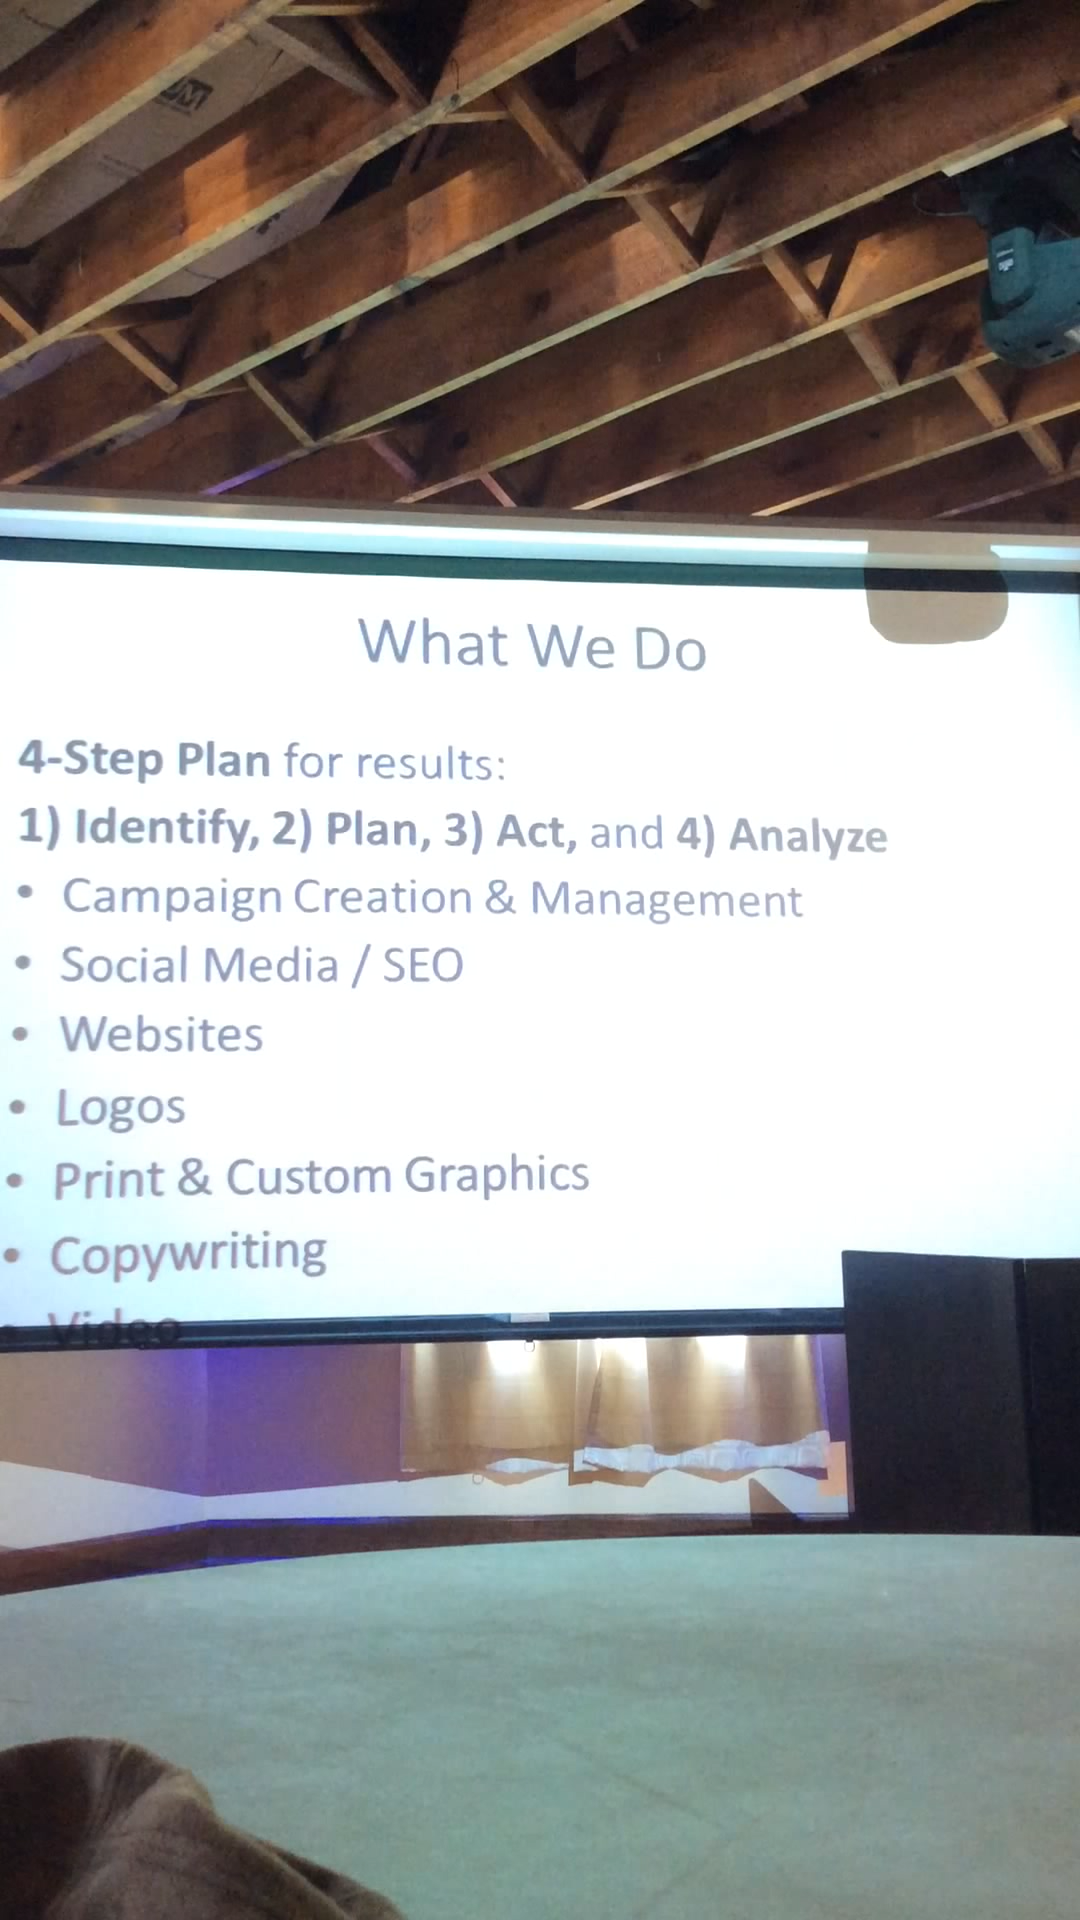 What We Do
4-Step Plan for results:
1) Identify, 2) Plan, 3) Act, and 4) Analyze
• Campaign Creation & Management
• Social Media / SEO
• Websites
• Logos
• Print & Custom Graphics
• Copywriting
• Video